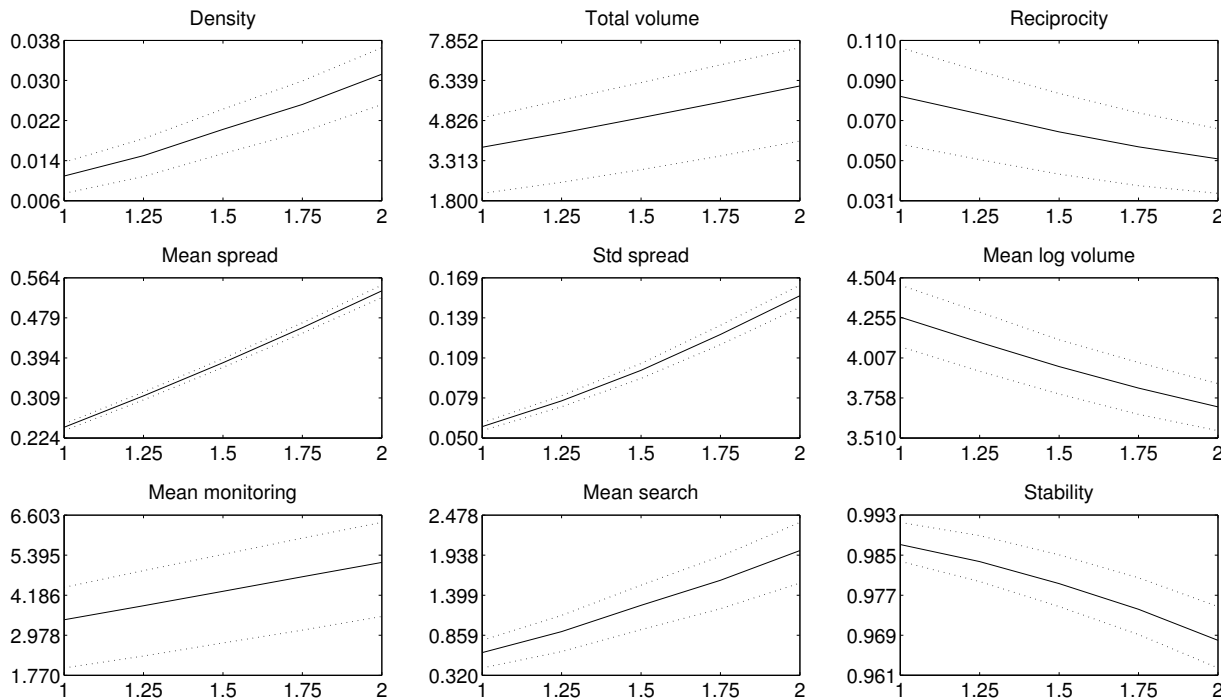 Density
0.038
0.030
0.022
0.014
0.006
1 1.25 1.5 1.75 2
Total volume
7.852
6.339
4.826
3.313
1.800
1 1.25 1.5 1.75 2
Reciprocity
0.110
0.090
0.070
0.050
0.031
1 1.25 1.5 1.75 2
Mean spread
0.564
0.479
0.394
0.309
0.224
1 1.25 1.5 1.75 2
Std spread
0.169
0.139
0.109
0.079
0.050
1 1.25 1.5 1.75 2
Mean log volume
4.504
4.255
4.007
3.758
3.510
1 1.25 1.5 1.75 2
Mean monitoring
6.603
5.395
4.186
2.978
1.770
1 1.25 1.5 1.75 2
Mean search
2.478
1.938
1.399
0.859
0.320
1 1.25 1.5 1.75 2
Stability
0.993
0.985
0.977
0.969
0.961
1 1.25 1.5 1.75 2